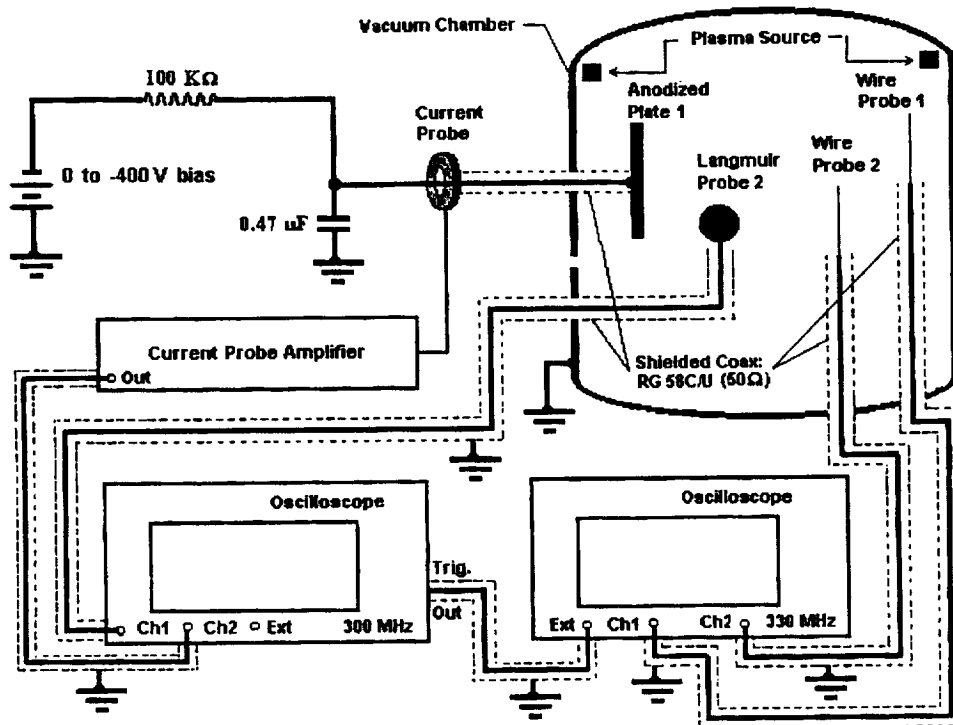 Vacuum Chamber
Plasma Source
100 KΩ
Anodized
Plate 1
Wire
Probe 1
Current
Probe
Langmuir
Probe 2
Wire
Probe 2
0 to -400 V bias
0.47 uF
Current Probe Amplifier
Out
Shielded Coax:
RG 58C/U (50Ω)
Oscilloscope
Trig.
Out
Ch1
Ch2
Ext
300 MHz
Oscilloscope
Ext
Ch1
Ch2
330 MHz